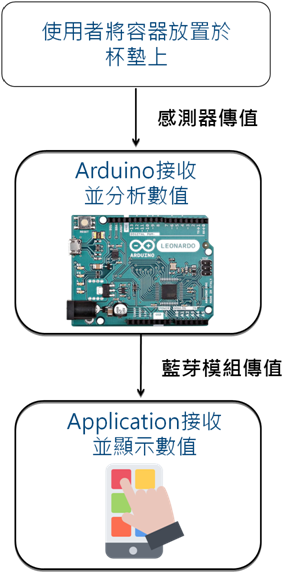 使用者將容器放置於
杯墊上
感測器傳值
Arduino接收
並分析數值
LEONARDO
ARDUINO
藍芽模組傳值
Application接收
並顯示數值